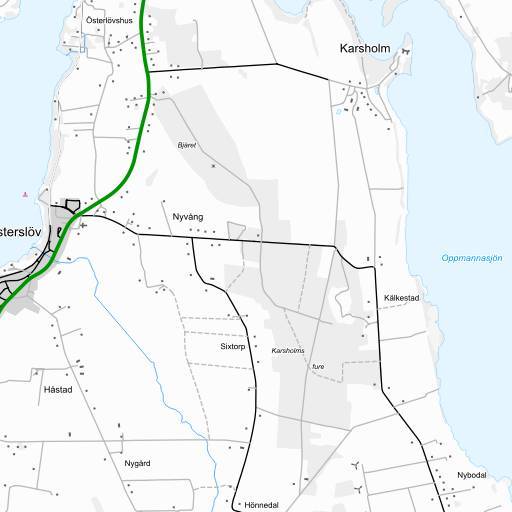 Österlövshus
Karsholm
Bjäret
Nyvång
sterslöv
Oppmannasjön
Kälkestad
Sixtorp
Karsholms
fure
Håstad
Nygård
Nybodal
Hönnedal